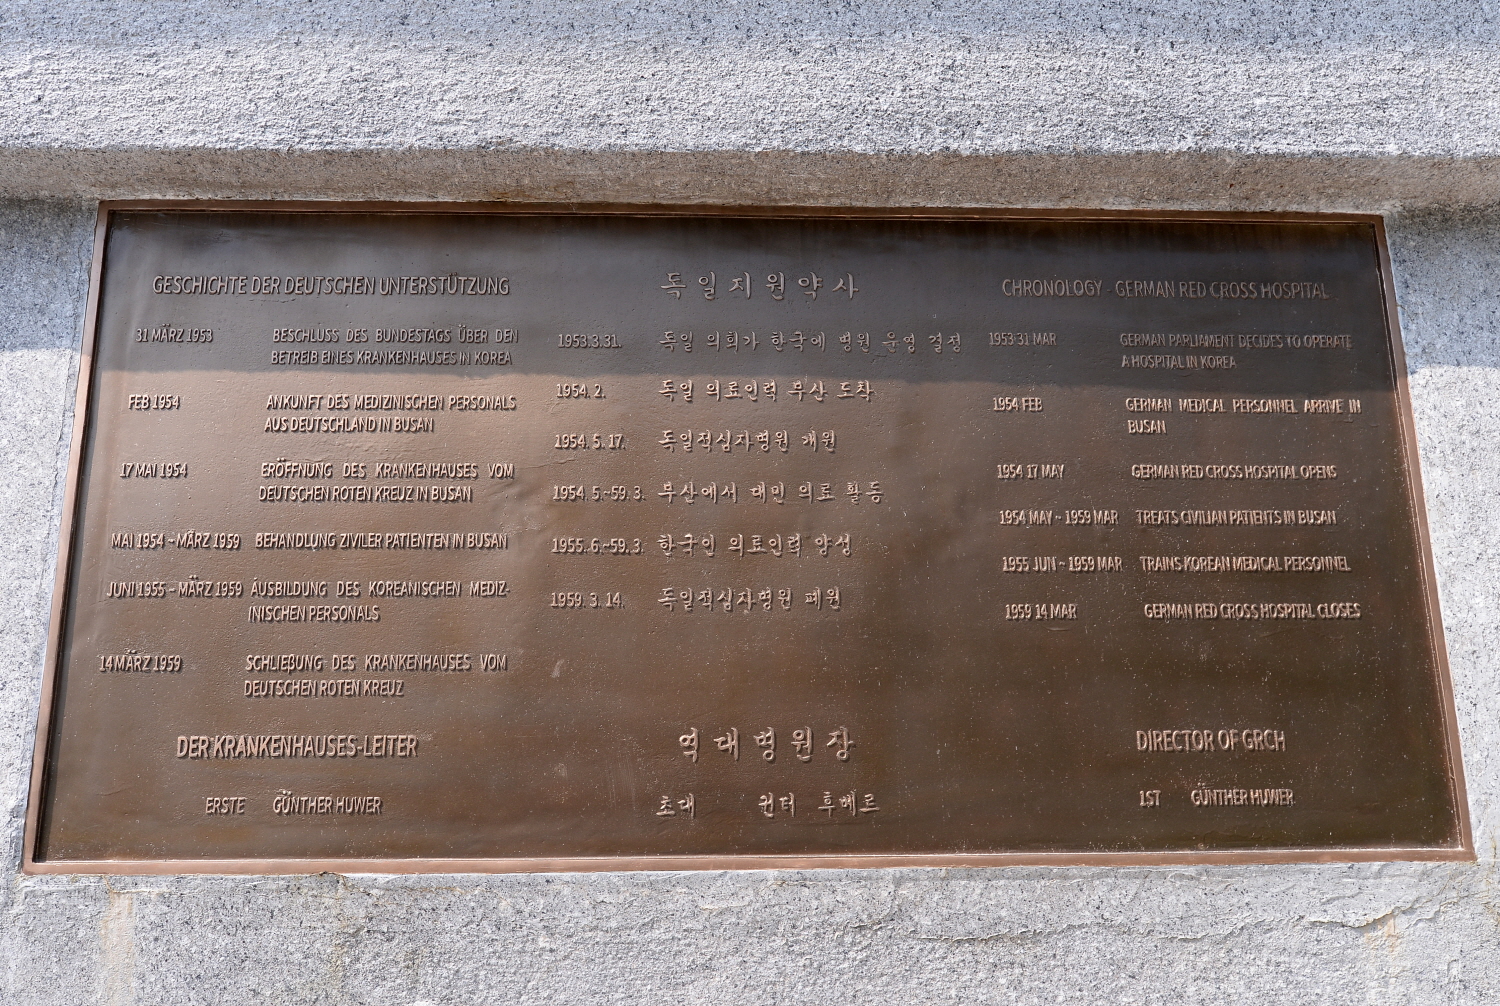 GESCHICHTE DER DEUTSCHEN UNTERSTÜTZUNG
31 MÄRZ 1953 BESCHLUSS DES BUNDESTAGS ÜBER DEN
BETREIB EINES KRANKENHAUSES IN KOREA
FEB 1954 ANKUNFT DES MEDIZINISCHEN PERSONALS
AUS DEUTSCHLAND IN BUSAN
17 MAI 1954 ERÖFFNUNG DES KRANKENHAUSES VOM
DEUTSCHEN ROTEN KREUZ IN BUSAN
MAI 1954 ~ MÄRZ 1959 BEHANDLUNG ZIVILER PATIENTEN IN BUSAN
JUNI 1955 ~ MÄRZ 1959 AUSBILDUNG DES KOREANISCHEN MEDIZ-
INISCHEN PERSONALS
14 MÄRZ 1959 SCHLIEẞUNG DES KRANKENHAUSES VOM
DEUTSCHEN ROTEN KREUZ
DER KRANKENHAUSES-LEITER
ERSTE GÜNTHER HUWER
독일지원약사
1953.3.31. 독일 의회가 한국에 병원 운영 결정
1954. 2. 독일 의료인력 부산 도착
1954. 5. 17. 독일적십자병원 개원
1954. 5.~59. 3. 부산에서 대민 의료 활동
1955. 6.~59. 3. 한국인 의료인력 양성
1959. 3. 14. 독일적십자병원 폐원
역대병원장
초대 귄터 후베르
CHRONOLOGY - GERMAN RED CROSS HOSPITAL
1953 31 MAR GERMAN PARLIAMENT DECIDES TO OPERATE
A HOSPITAL IN KOREA
1954 FEB GERMAN MEDICAL PERSONNEL ARRIVE IN
BUSAN
1954 17 MAY GERMAN RED CROSS HOSPITAL OPENS
1954 MAY ~ 1959 MAR TREATS CIVILIAN PATIENTS IN BUSAN
1955 JUN ~ 1959 MAR TRAINS KOREAN MEDICAL PERSONNEL
1959 14 MAR GERMAN RED CROSS HOSPITAL CLOSES
DIRECTOR OF GRCH
1ST GÜNTHER HUWER